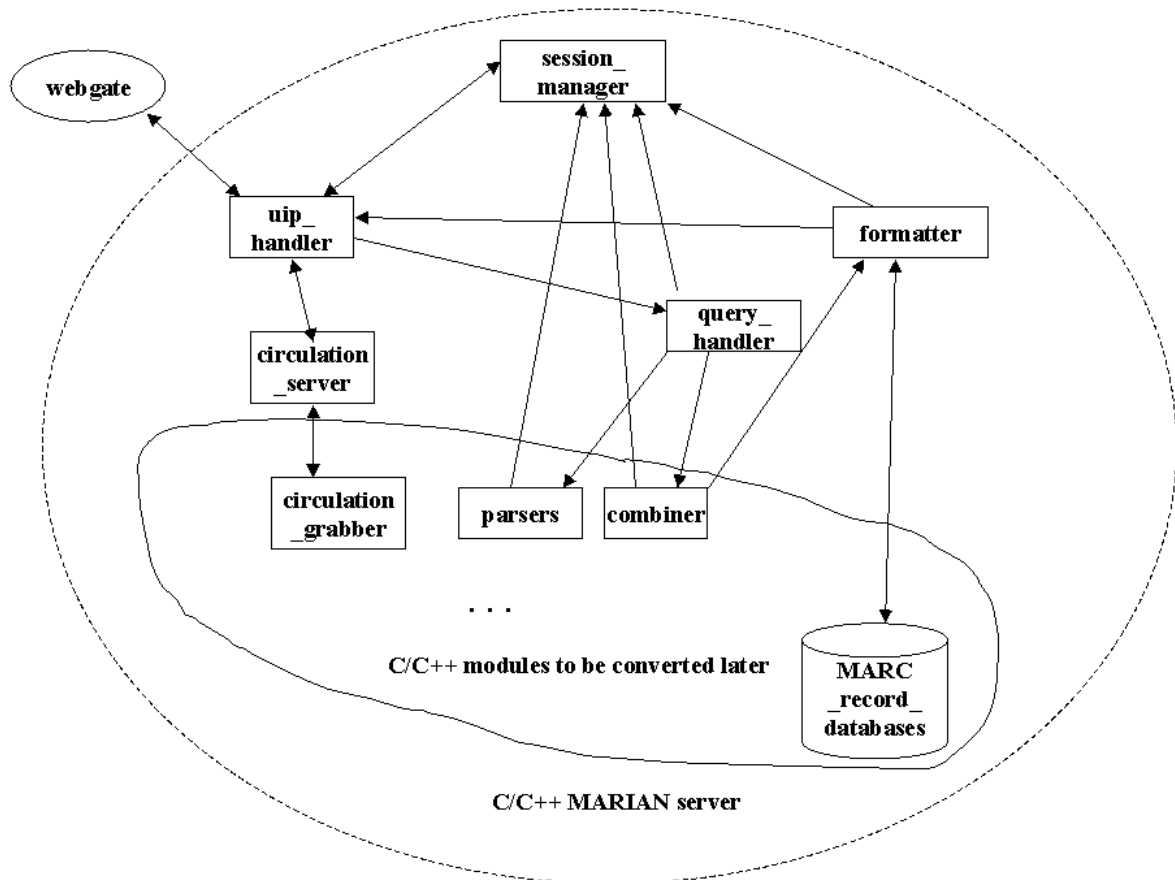 session_
manager
webgate
uip_
handler
formatter
query_
handler
circulation
_server
circulation
_grabber
parsers
combiner
. . .
C/C++ modules to be converted later
MARC
_record_
databases
C/C++ MARIAN server